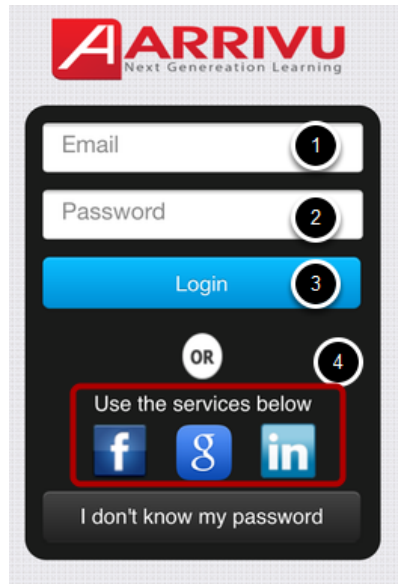 ARRIVU
Next Genereation Learning
Email 1
Password 2
Login 3
OR
4
Use the services below
f g in
I don't know my password